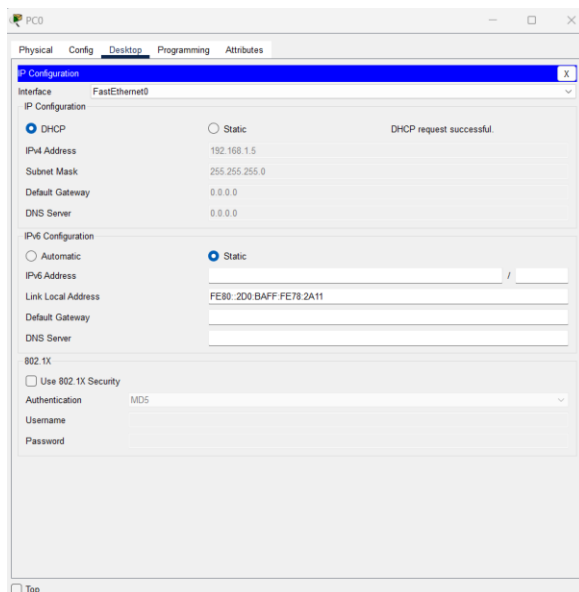 PC0
Physical Config Desktop Programming Attributes
IP Configuration X
Interface FastEthernet0
IP Configuration
DHCP Static DHCP request successful.
IPv4 Address 192.168.1.5
Subnet Mask 255.255.255.0
Default Gateway 0.0.0.0
DNS Server 0.0.0.0
IPv6 Configuration
Automatic Static
IPv6 Address /
Link Local Address FE80::2D0:BAFF:FE78:2A11
Default Gateway
DNS Server
802.1X
Use 802.1X Security
Authentication MD5
Username
Password
Top